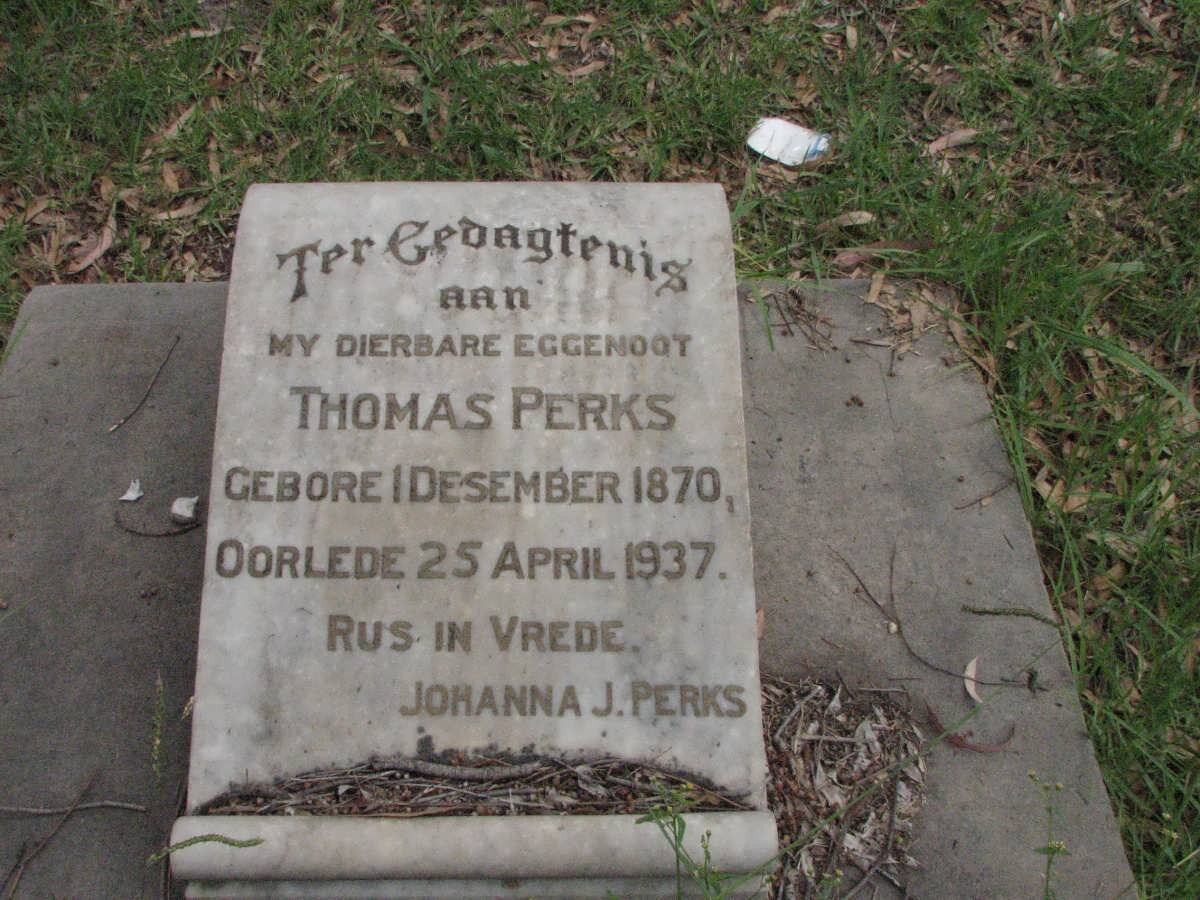 Ter Gedagtenis
aan
MY DIERBARE EGGENOOT
THOMAS PERKS
GEBORE 1 DESEMBER 1870,
OORLEDE 25 APRIL 1937.
RUS IN VREDE.
JOHANNA J. PERKS